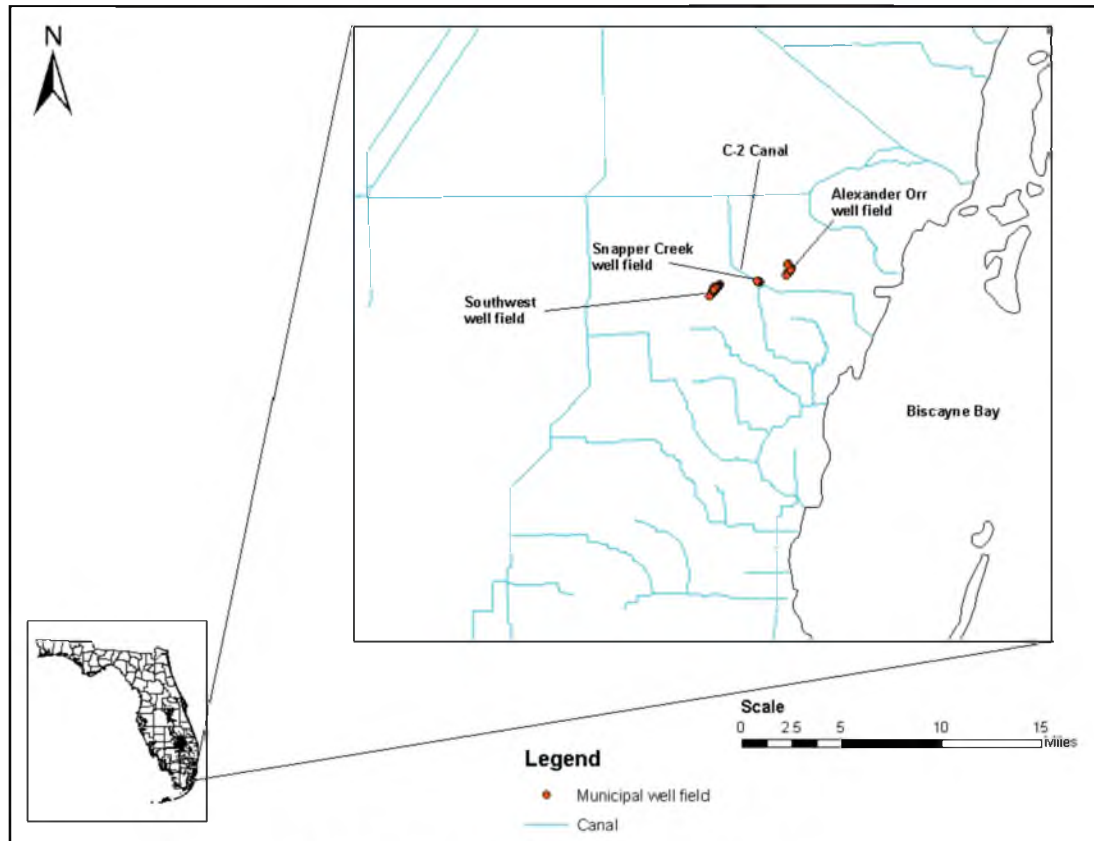 N
C-2 Canal
Alexander Orr
well field
Snapper Creek
well field
Southwest
well field
Biscayne Bay
Scale
0 2.5 5 10 15
Miles
Legend
Municipal well field
Canal